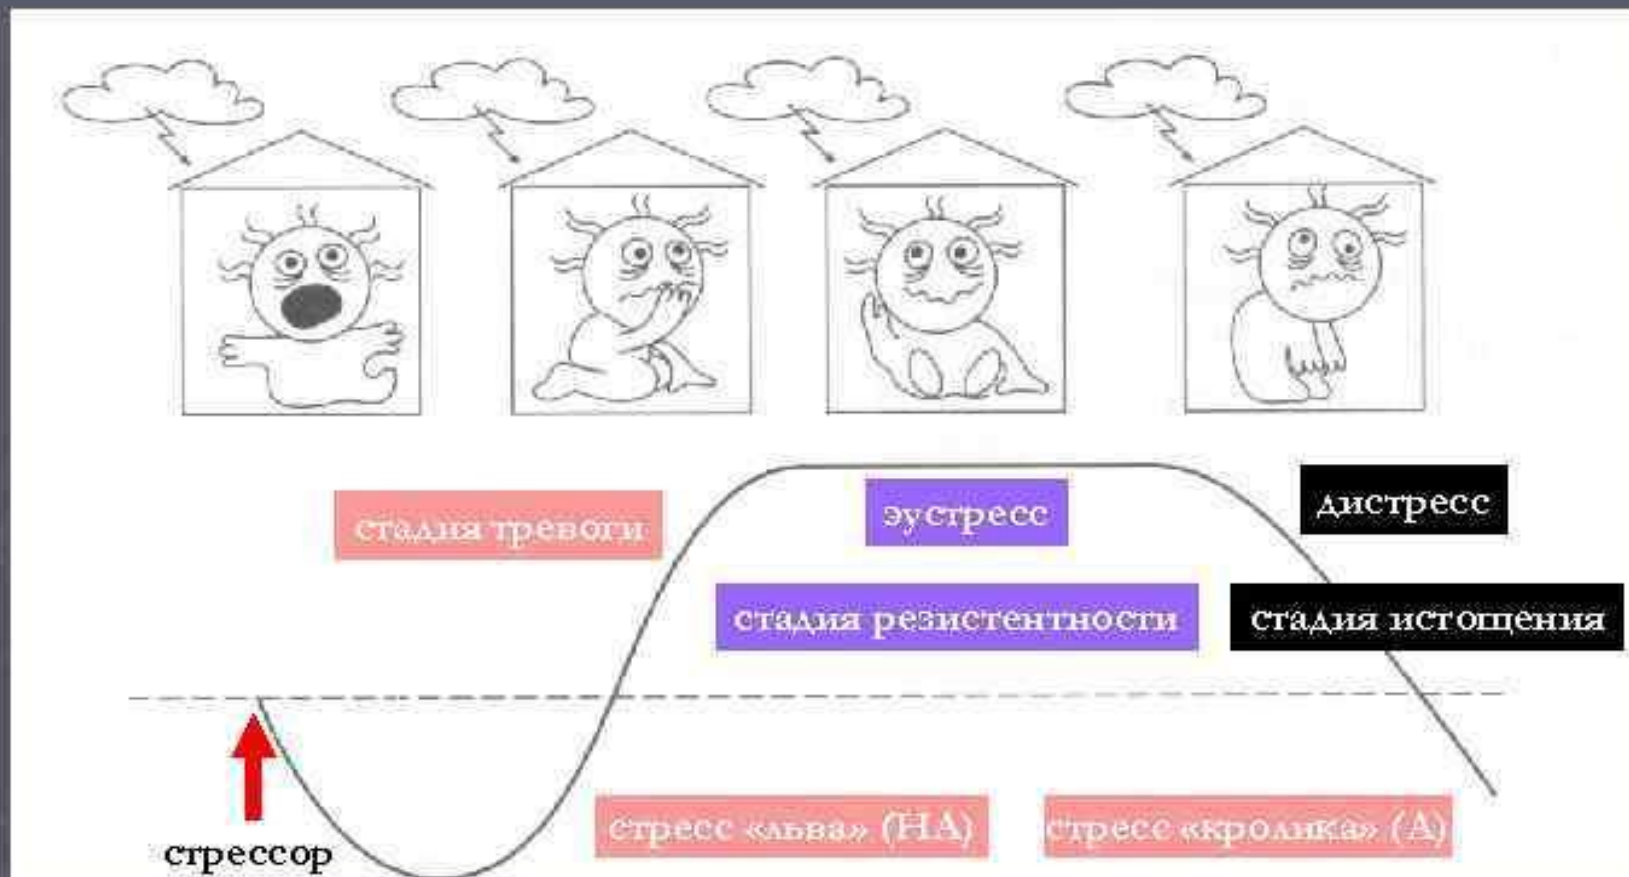 стадия тревоги
эустресс
дистресс
стадия резистентности
стадия истощения
стрессор
стресс «льва» (НА)
стресс «кролика» (А)